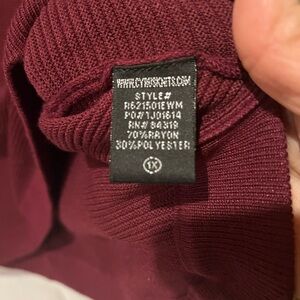 WWW.CYRUSKNITS.COM
STYLE#
R621501EWM
PO#1J01614
RN# 84319
70%RAYON
30%POLYESTER
1X